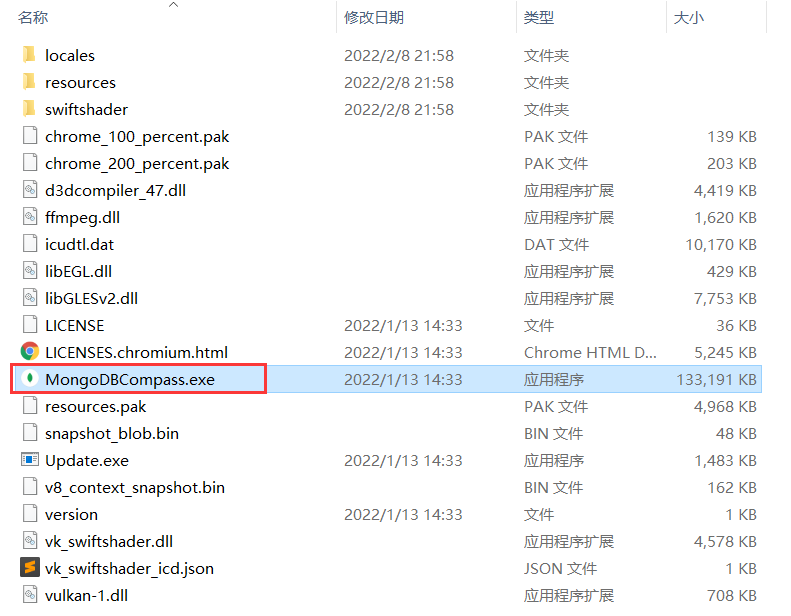 名称 修改日期 类型 大小
locales 2022/2/8 21:58 文件夹
resources 2022/2/8 21:58 文件夹
swiftshader 2022/2/8 21:58 文件夹
chrome_100_percent.pak PAK 文件 139 KB
chrome_200_percent.pak PAK 文件 203 KB
d3dcompiler_47.dll 应用程序扩展 4,419 KB
ffmpeg.dll 应用程序扩展 1,620 KB
icudtl.dat DAT 文件 10,170 KB
libEGL.dll 应用程序扩展 429 KB
libGLESv2.dll 应用程序扩展 7,753 KB
LICENSE 2022/1/13 14:33 文件 36 KB
LICENSES.chromium.html 2022/1/13 14:33 Chrome HTML D... 5,245 KB
MongoDBCompass.exe 2022/1/13 14:33 应用程序 133,191 KB
resources.pak PAK 文件 4,968 KB
snapshot_blob.bin BIN 文件 48 KB
Update.exe 2022/1/13 14:33 应用程序 1,483 KB
v8_context_snapshot.bin BIN 文件 162 KB
version 2022/1/13 14:33 文件 1 KB
vk_swiftshader.dll 应用程序扩展 4,578 KB
vk_swiftshader_icd.json JSON 文件 1 KB
vulkan-1.dll 应用程序扩展 708 KB